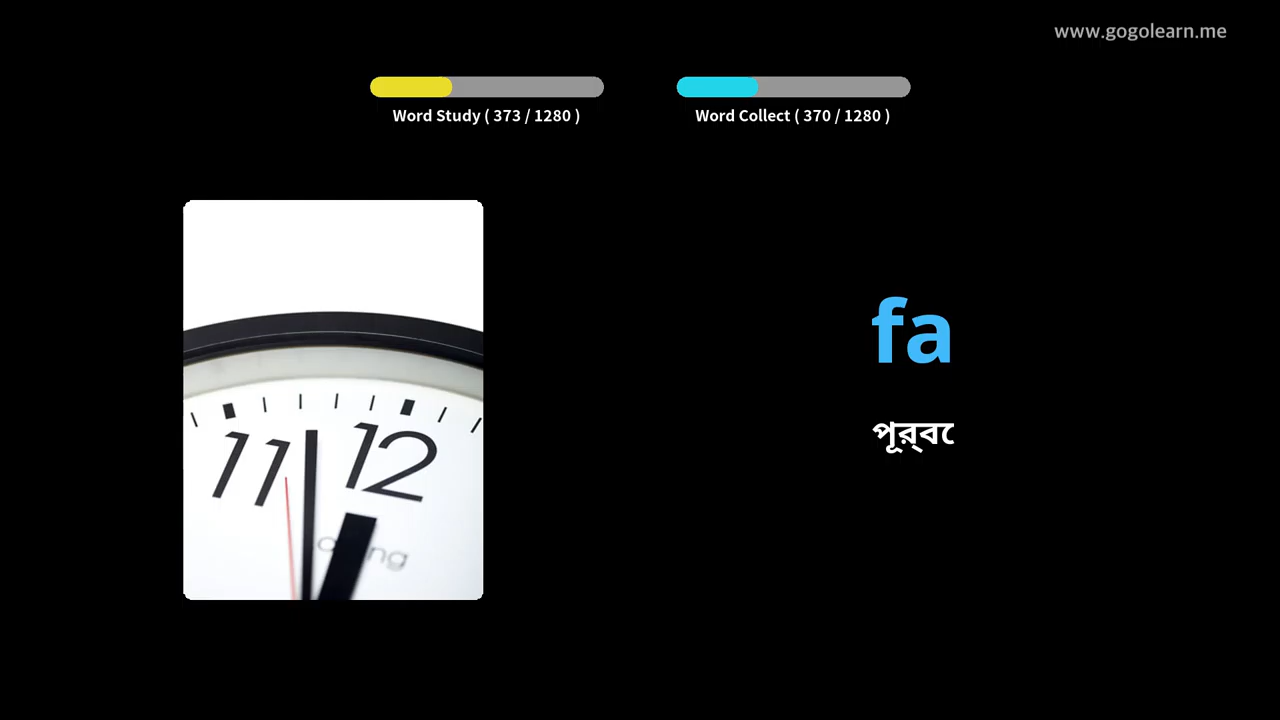 www.gogolearn.me
Word Study ( 373 / 1280 )
Word Collect ( 370 / 1280 )
11 12
fa
পূর্বে